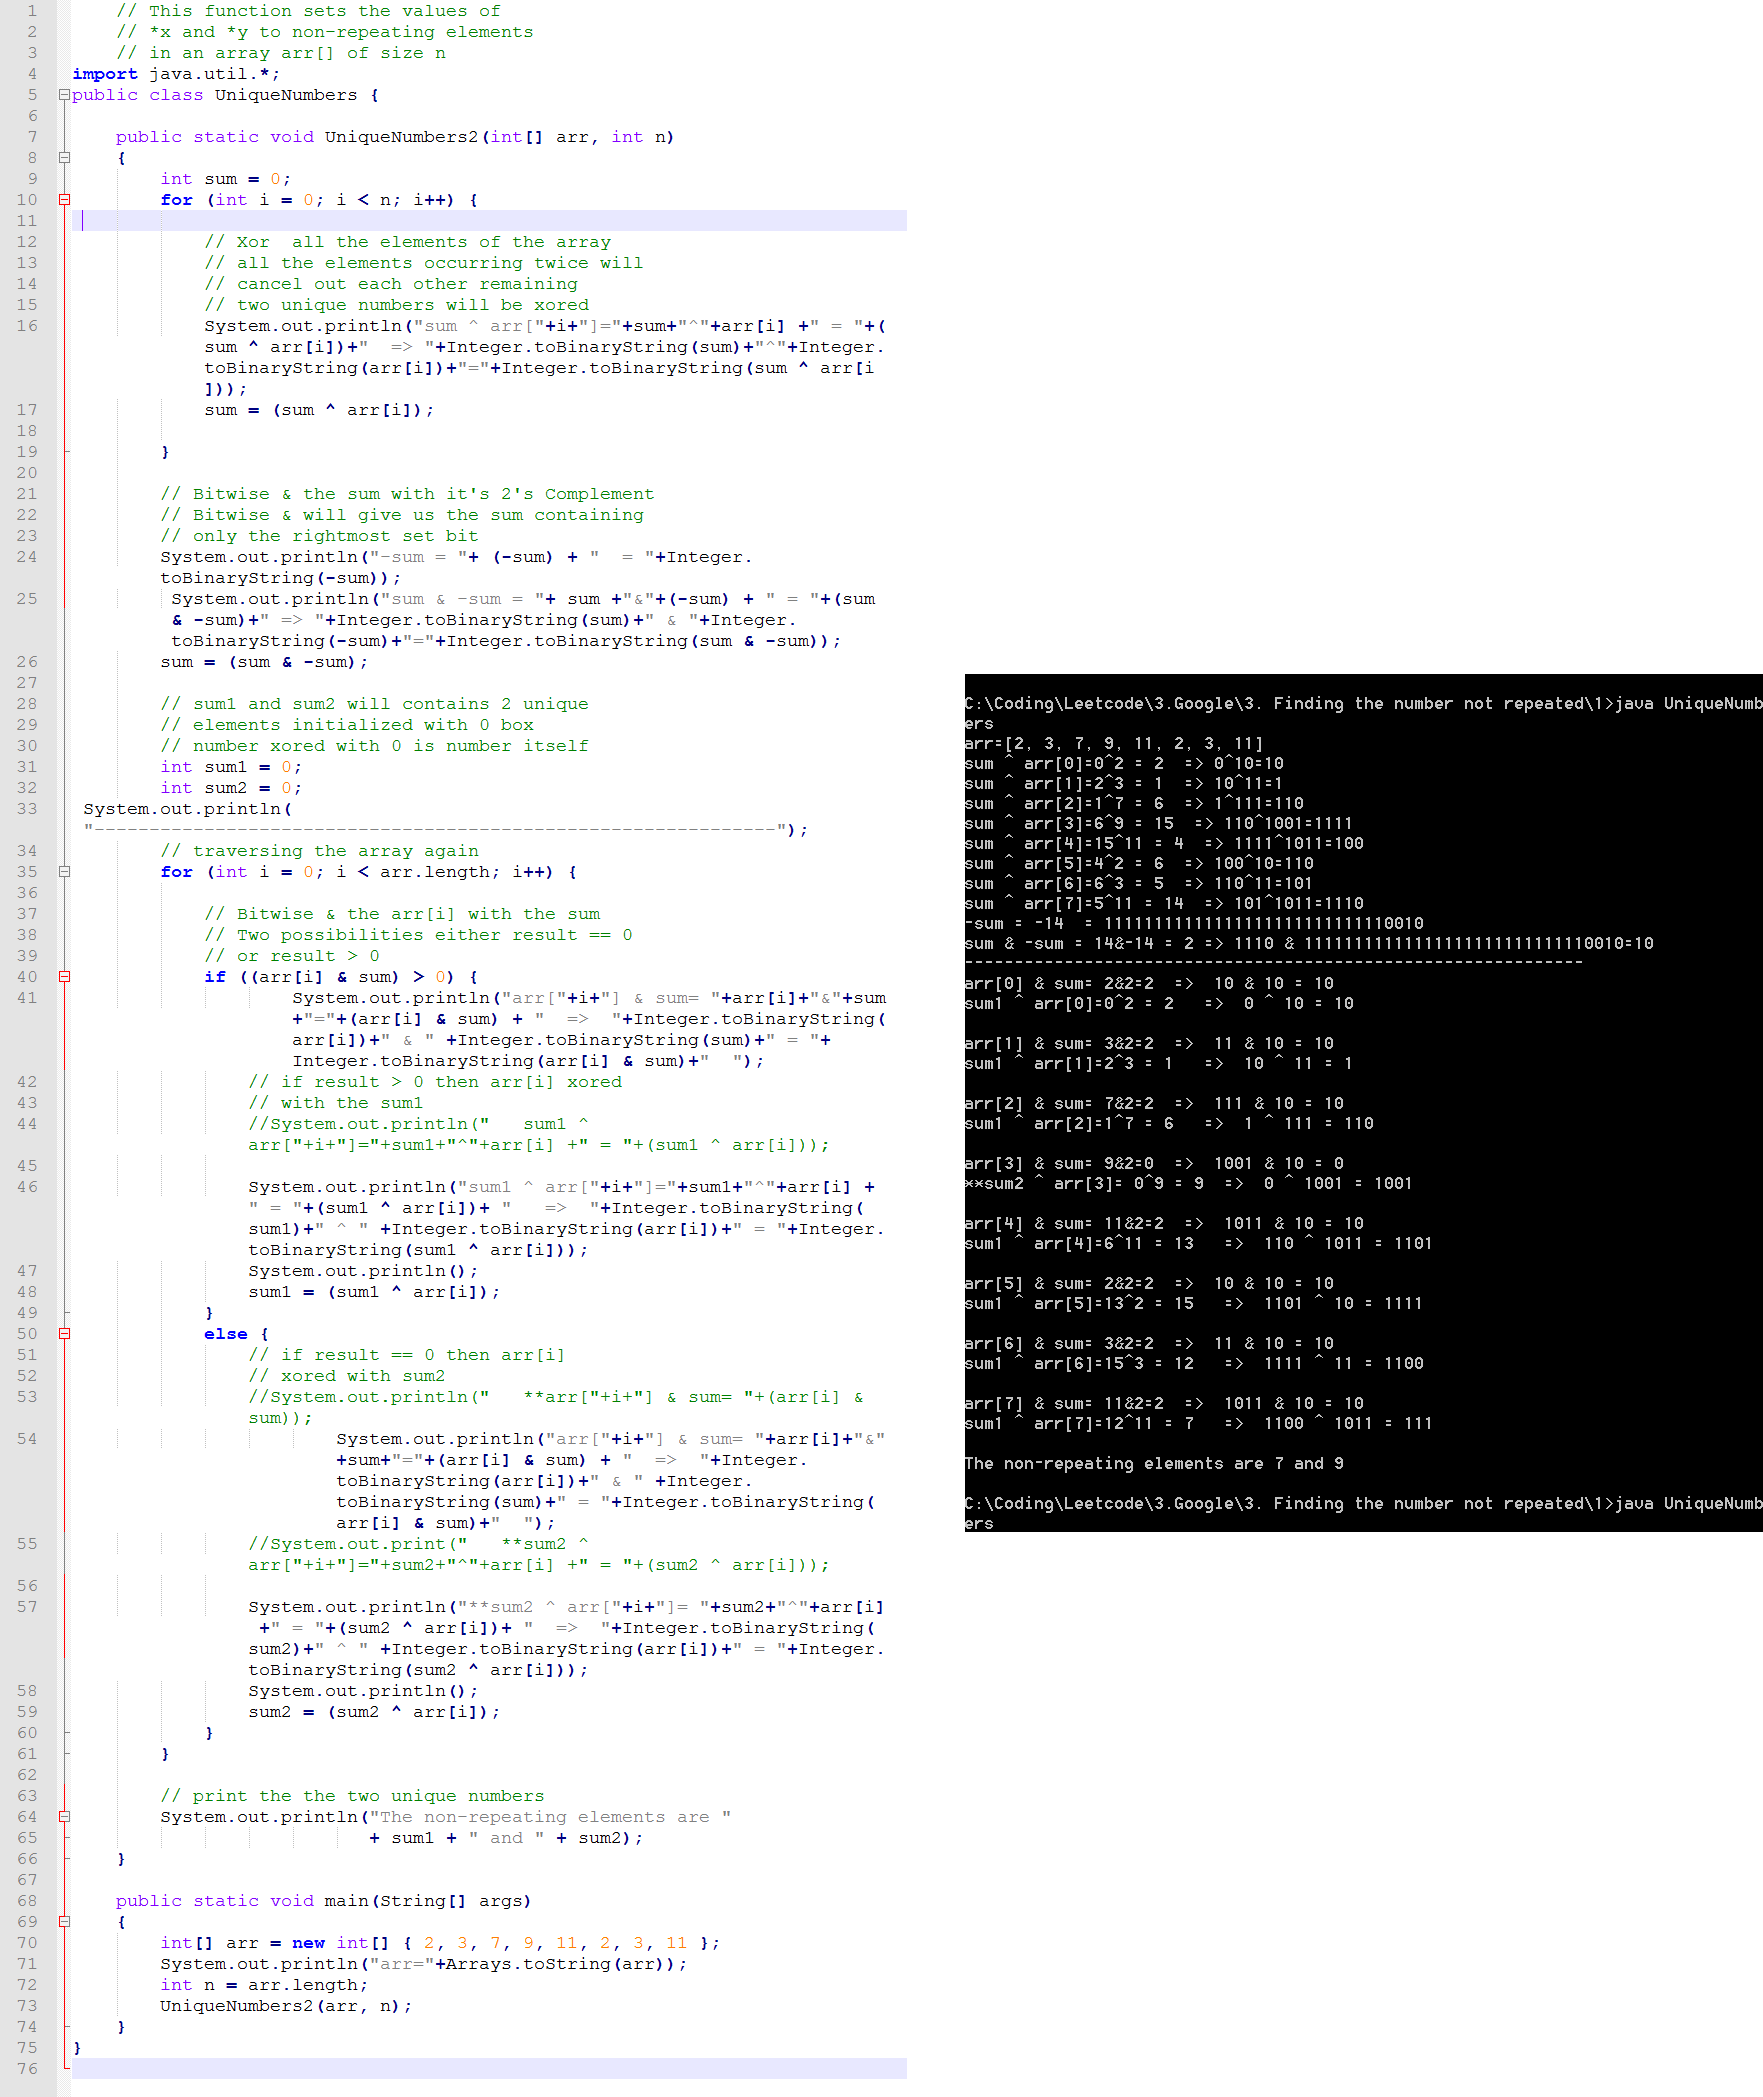 1 // This function sets the values of
2 // *x and *y to non-repeating elements
3 // in an array arr[] of size n
4 import java.util.*;
5 public class UniqueNumbers {
6
7 public static void UniqueNumbers2(int[] arr, int n)
8 {
9 int sum = 0;
10 for (int i = 0; i < n; i++) {
11
12 // Xor  all the elements of the array
13 // all the elements occurring twice will
14 // cancel out each other remaining
15 // two unique numbers will be xored
16 System.out.println("sum ^ arr["+i+"]="+sum+"^"+arr[i] +" = "+(
sum ^ arr[i])+"  => "+Integer.toBinaryString(sum)+"^"+Integer.
toBinaryString(arr[i])+"="+Integer.toBinaryString(sum ^ arr[i
]));
17 sum = (sum ^ arr[i]);
18
19 }
20
21 // Bitwise & the sum with it's 2's Complement
22 // Bitwise & will give us the sum containing
23 // only the rightmost set bit
24 System.out.println("-sum = "+ (-sum) + "  = "+Integer.
toBinaryString(-sum));
25 System.out.println("sum & -sum = "+ sum +"&"+(-sum) + " = "+(sum
& -sum)+" => "+Integer.toBinaryString(sum)+" & "+Integer.
toBinaryString(-sum)+"="+Integer.toBinaryString(sum & -sum));
26 sum = (sum & -sum);
27
28 // sum1 and sum2 will contains 2 unique
29 // elements initialized with 0 box
30 // number xored with 0 is number itself
31 int sum1 = 0;
32 int sum2 = 0;
33 System.out.println(
"--------------------------------------------------------------");
34 // traversing the array again
35 for (int i = 0; i < arr.length; i++) {
36
37 // Bitwise & the arr[i] with the sum
38 // Two possibilities either result == 0
39 // or result > 0
40 if ((arr[i] & sum) > 0) {
41 System.out.println("arr["+i+"] & sum= "+arr[i]+"&"+sum
+"="+(arr[i] & sum) + "  =>  "+Integer.toBinaryString(
arr[i])+" & " +Integer.toBinaryString(sum)+" = "+
Integer.toBinaryString(arr[i] & sum)+"  ");
42 // if result > 0 then arr[i] xored
43 // with the sum1
44 //System.out.println("   sum1 ^
arr["+i+"]="+sum1+"^"+arr[i] +" = "+(sum1 ^ arr[i]));
45
46 System.out.println("sum1 ^ arr["+i+"]="+sum1+"^"+arr[i] +
" = "+(sum1 ^ arr[i])+ "   =>  "+Integer.toBinaryString(
sum1)+" ^ " +Integer.toBinaryString(arr[i])+" = "+Integer.
toBinaryString(sum1 ^ arr[i]));
47 System.out.println();
48 sum1 = (sum1 ^ arr[i]);
49 }
50 else {
51 // if result == 0 then arr[i]
52 // xored with sum2
53 //System.out.println("   **arr["+i+"] & sum= "+(arr[i] &
sum));
54 System.out.println("arr["+i+"] & sum= "+arr[i]+"&"
+sum+"="+(arr[i] & sum) + "  =>  "+Integer.
toBinaryString(arr[i])+" & " +Integer.
toBinaryString(sum)+" = "+Integer.toBinaryString(
arr[i] & sum)+"  ");
55 //System.out.print("   **sum2 ^
arr["+i+"]="+sum2+"^"+arr[i] +" = "+(sum2 ^ arr[i]));
56
57 System.out.println("**sum2 ^ arr["+i+"]= "+sum2+"^"+arr[i]
+" = "+(sum2 ^ arr[i])+ "  =>  "+Integer.toBinaryString(
sum2)+" ^ " +Integer.toBinaryString(arr[i])+" = "+Integer.
toBinaryString(sum2 ^ arr[i]));
58 System.out.println();
59 sum2 = (sum2 ^ arr[i]);
60 }
61 }
62
63 // print the the two unique numbers
64 System.out.println("The non-repeating elements are "
65 + sum1 + " and " + sum2);
66 }
67
68 public static void main(String[] args)
69 {
70 int[] arr = new int[] { 2, 3, 7, 9, 11, 2, 3, 11 };
71 System.out.println("arr="+Arrays.toString(arr));
72 int n = arr.length;
73 UniqueNumbers2(arr, n);
74 }
75 }
76
C:\Coding\Leetcode\3.Google\3. Finding the number not repeated\1>java UniqueNumb
ers
arr=[2, 3, 7, 9, 11, 2, 3, 11]
sum ^ arr[0]=0^2 = 2  => 0^10=10
sum ^ arr[1]=2^3 = 1  => 10^11=1
sum ^ arr[2]=1^7 = 6  => 1^111=110
sum ^ arr[3]=6^9 = 15  => 110^1001=1111
sum ^ arr[4]=15^11 = 4  => 1111^1011=100
sum ^ arr[5]=4^2 = 6  => 100^10=110
sum ^ arr[6]=6^3 = 5  => 110^11=101
sum ^ arr[7]=5^11 = 14  => 101^1011=1110
-sum = -14  = 11111111111111111111111111110010
sum & -sum = 14&-14 = 2 => 1110 & 11111111111111111111111111110010=10
--------------------------------------------------------------
arr[0] & sum= 2&2=2  =>  10 & 10 = 10
sum1 ^ arr[0]=0^2 = 2   =>  0 ^ 10 = 10

arr[1] & sum= 3&2=2  =>  11 & 10 = 10
sum1 ^ arr[1]=2^3 = 1   =>  10 ^ 11 = 1

arr[2] & sum= 7&2=2  =>  111 & 10 = 10
sum1 ^ arr[2]=1^7 = 6   =>  1 ^ 111 = 110

arr[3] & sum= 9&2=0  =>  1001 & 10 = 0
**sum2 ^ arr[3]= 0^9 = 9  =>  0 ^ 1001 = 1001

arr[4] & sum= 11&2=2  =>  1011 & 10 = 10
sum1 ^ arr[4]=6^11 = 13   =>  110 ^ 1011 = 1101

arr[5] & sum= 2&2=2  =>  10 & 10 = 10
sum1 ^ arr[5]=13^2 = 15   =>  1101 ^ 10 = 1111

arr[6] & sum= 3&2=2  =>  11 & 10 = 10
sum1 ^ arr[6]=15^3 = 12   =>  1111 ^ 11 = 1100

arr[7] & sum= 11&2=2  =>  1011 & 10 = 10
sum1 ^ arr[7]=12^11 = 7   =>  1100 ^ 1011 = 111

The non-repeating elements are 7 and 9

C:\Coding\Leetcode\3.Google\3. Finding the number not repeated\1>java UniqueNumb
ers